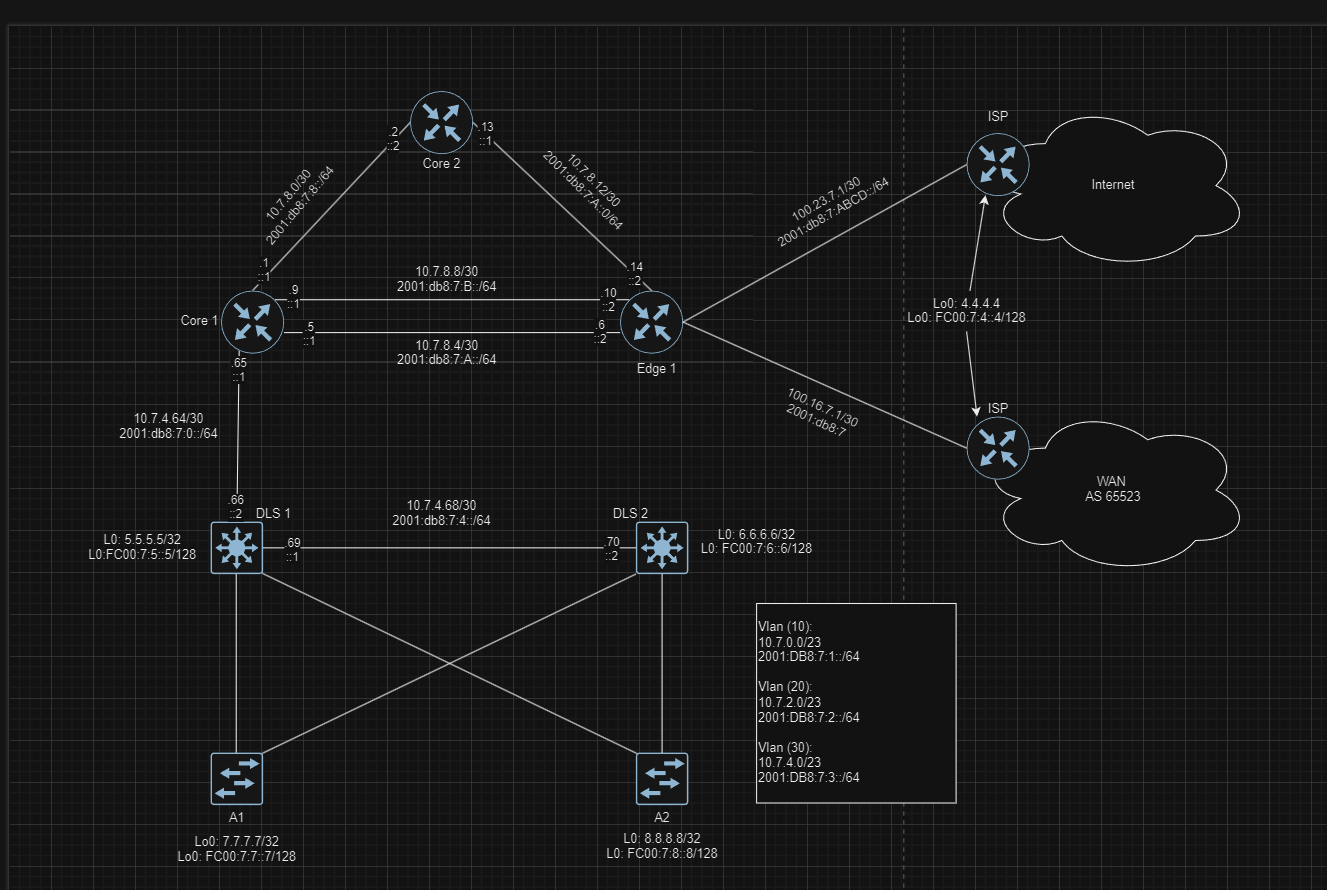 ISP
.2
::2
.13
::1
Core 2
10.7.8.0/30
2001:db8:7:8::/64
10.7.8.12/30
2001:db8:7:A::0/64
100.23.7.1/30
2001:db8:7:ABCD::/64
Internet
.1
::1
.14
::2
10.7.8.8/30
2001:db8:7:B::/64
.9
::1
.10
::2
Core 1
.5
::1
.6
::2
10.7.8.4/30
2001:db8:7:A::/64
Edge 1
Lo0: 4.4.4.4
Lo0: FC00:7:4::4/128
.65
::1
10.7.4.64/30
2001:db8:7:0::/64
100.16.7.1/30
2001:db8:7
ISP
WAN
AS 65523
.66
::2
DLS 1
10.7.4.68/30
2001:db8:7:4::/64
DLS 2
L0: 5.5.5.5/32
L0:FC00:7:5::5/128
.69
::1
.70
::2
L0: 6.6.6.6/32
L0: FC00:7:6::6/128
Vlan (10):
10.7.0.0/23
2001:DB8:7:1::/64
Vlan (20):
10.7.2.0/23
2001:DB8:7:2::/64
Vlan (30):
10.7.4.0/23
2001:DB8:7:3::/64
A1
Lo0: 7.7.7.7/32
Lo0: FC00:7:7::7/128
A2
L0: 8.8.8.8/32
L0: FC00:7:8::8/128